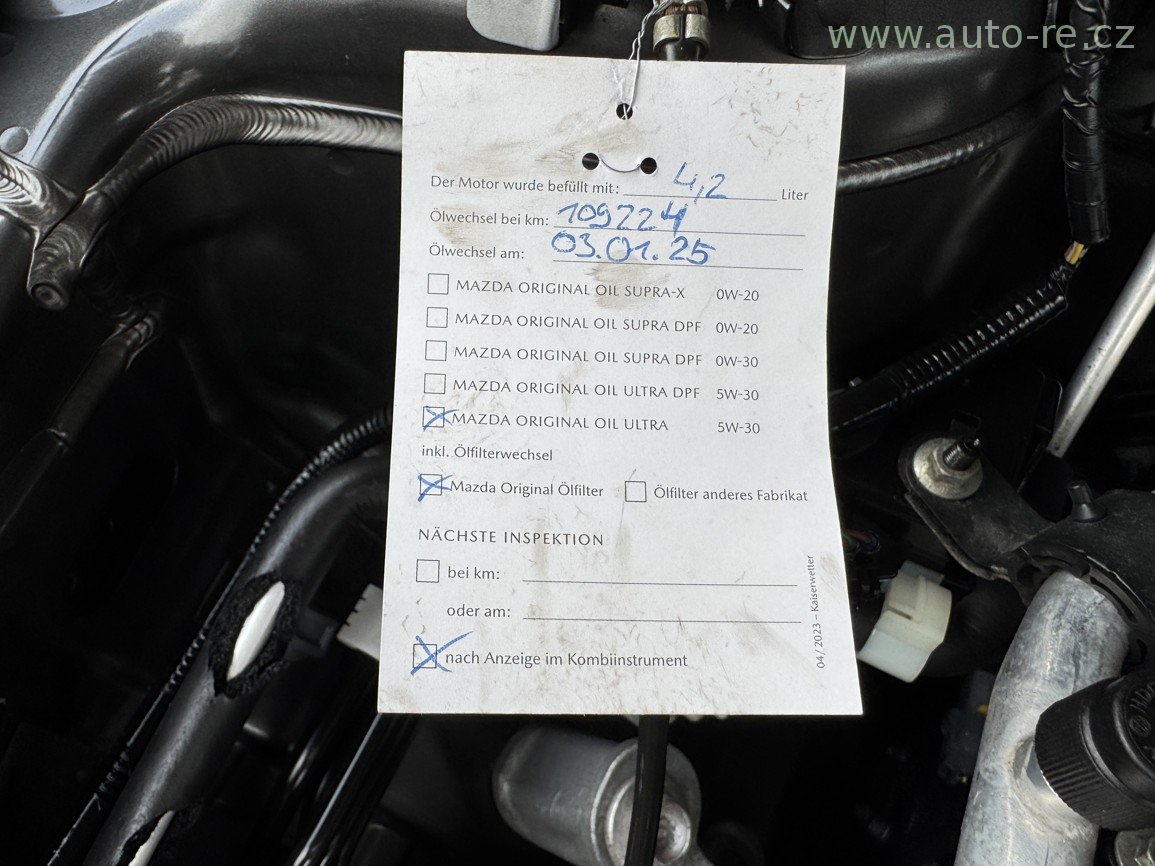 www.auto-re.cz
Der Motor wurde befüllt mit: 4,2 Liter
Ölwechsel bei km: 109224
Ölwechsel am: 03.01.25
MAZDA ORIGINAL OIL SUPRA-X 0W-20
MAZDA ORIGINAL OIL SUPRA DPF 0W-20
MAZDA ORIGINAL OIL SUPRA DPF 0W-30
MAZDA ORIGINAL OIL ULTRA DPF 5W-30
MAZDA ORIGINAL OIL ULTRA 5W-30
inkl. Ölfilterwechsel
Mazda Original Ölfilter Ölfilter anderes Fabrikat
NÄCHSTE INSPEKTION
bei km:
oder am:
nach Anzeige im Kombiinstrument
04/2023 – Kaiserwetter